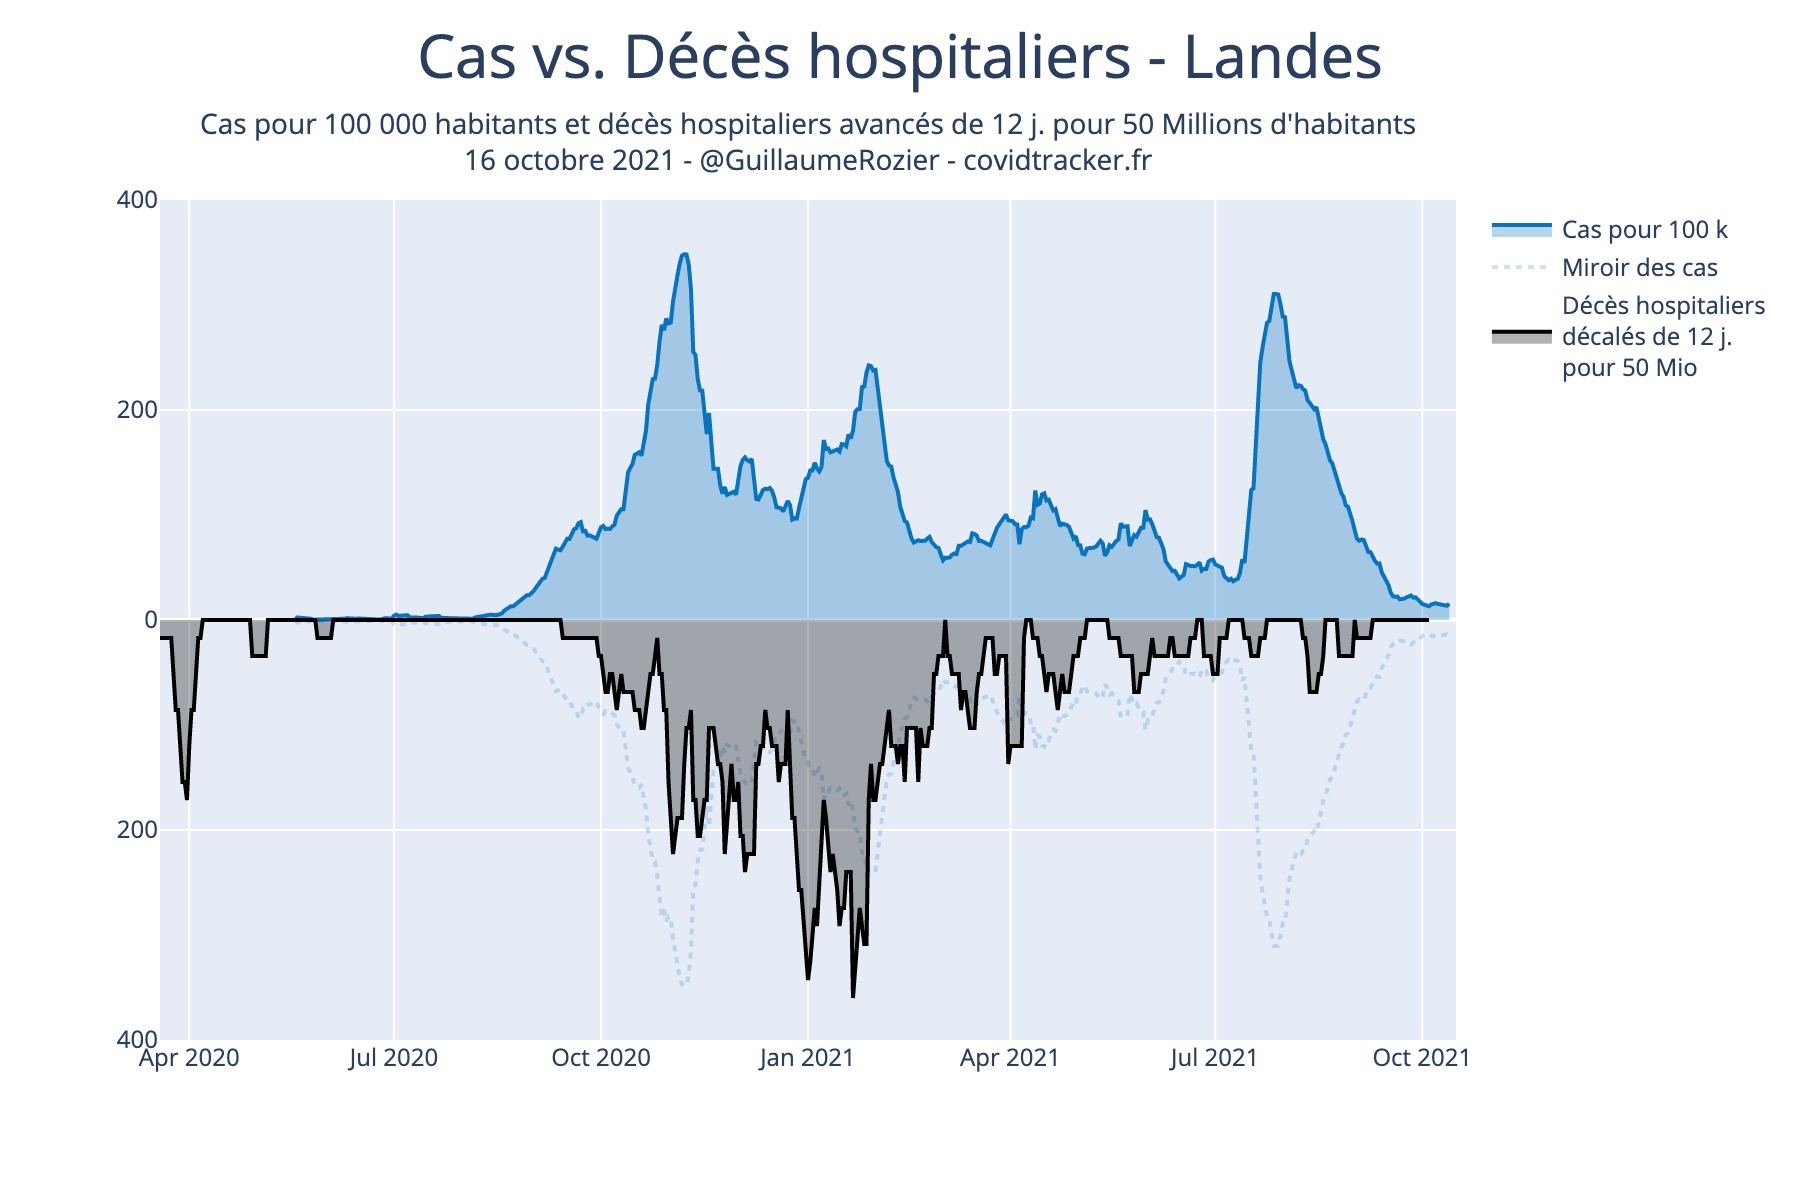 Cas vs. Décès hospitaliers - Landes
Cas pour 100 000 habitants et décès hospitaliers avancés de 12 j. pour 50 Millions d'habitants
16 octobre 2021 - @GuillaumeRozier - covidtracker.fr
400
200
0
200
400
Apr 2020
Jul 2020
Oct 2020
Jan 2021
Apr 2021
Jul 2021
Oct 2021
Cas pour 100 k
Miroir des cas
Décès hospitaliers
décalés de 12 j.
pour 50 Mio